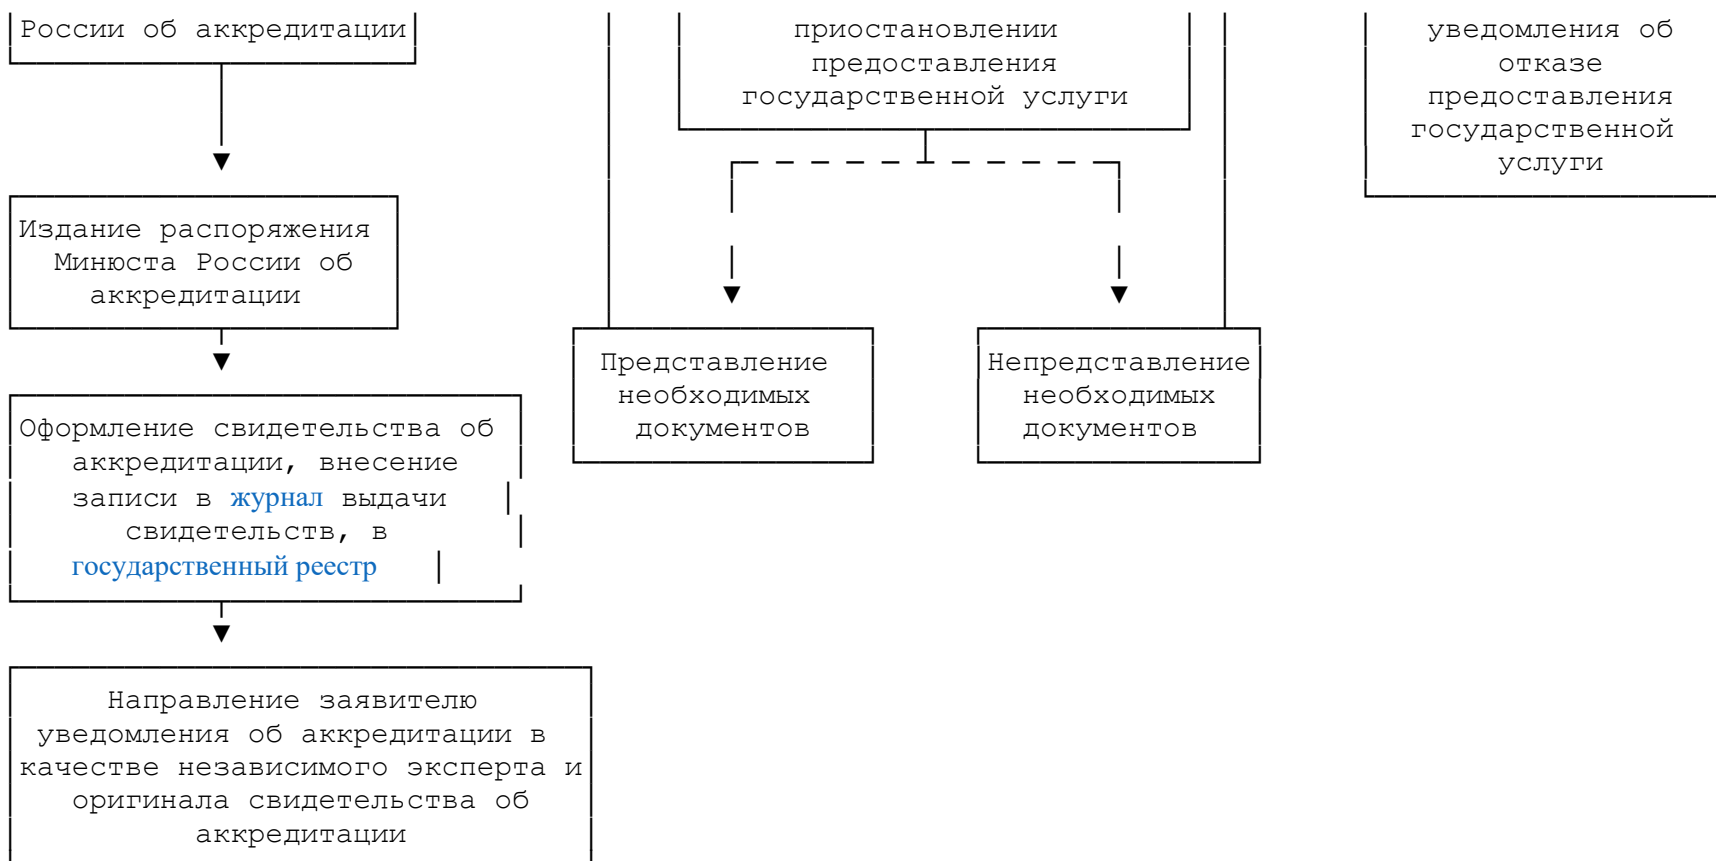 России об аккредитации
приостановлении
предоставления
государственной услуги
уведомления об
отказе
предоставления
государственной
услуги
Издание распоряжения
Минюста России об
аккредитации
Представление
необходимых
документов
Непредставление
необходимых
документов
Оформление свидетельства об
аккредитации, внесение
записи в журнал выдачи
свидетельств, в
государственный реестр
Направление заявителю
уведомления об аккредитации в
качестве независимого эксперта и
оригинала свидетельства об
аккредитации